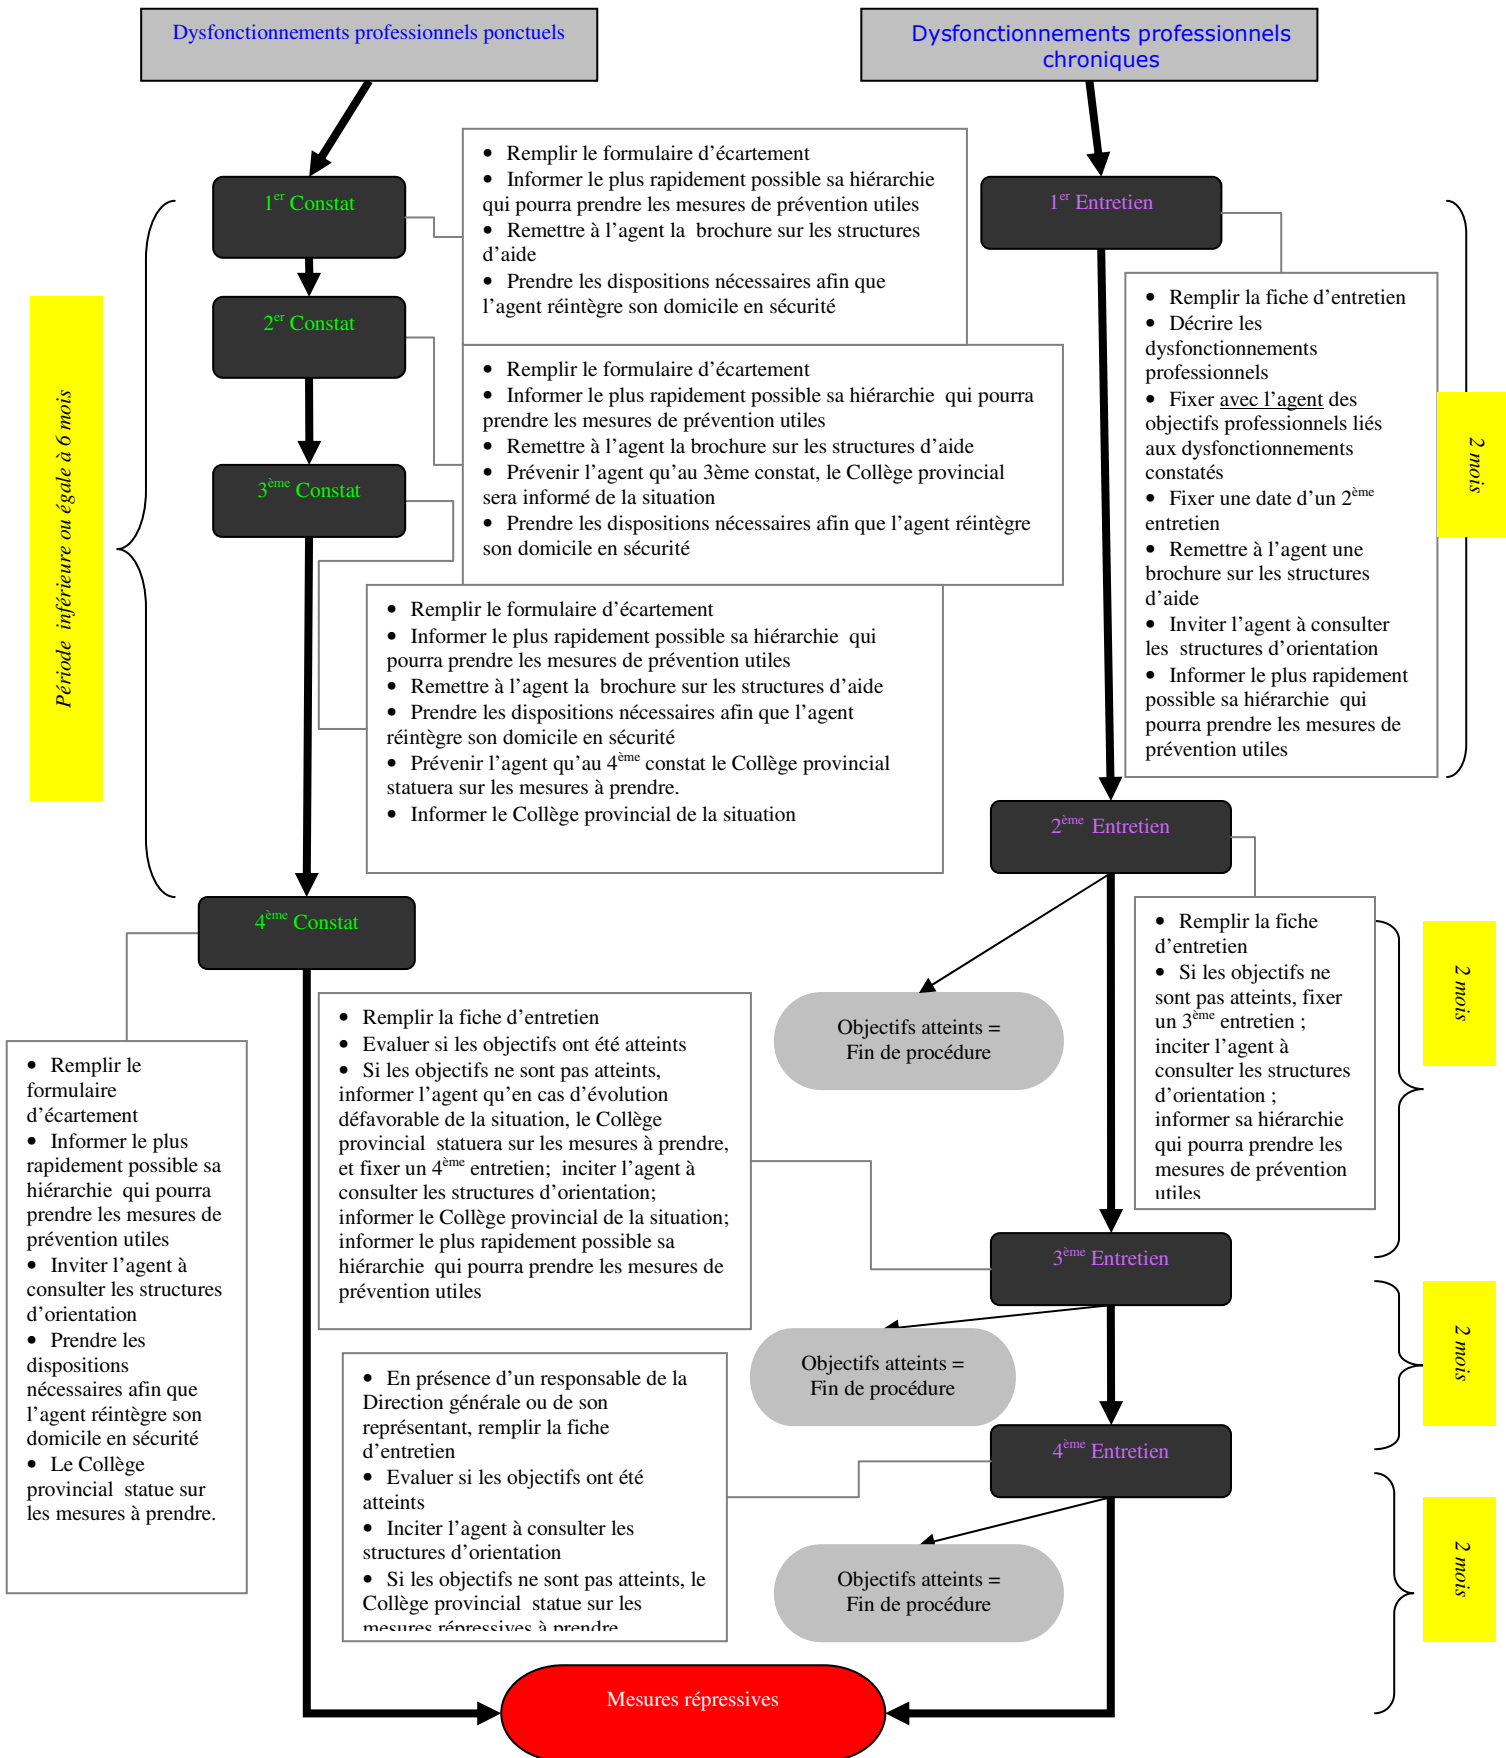 Dysfonctionnements professionnels ponctuels
Dysfonctionnements professionnels
chroniques
1er Constat
• Remplir le formulaire d'écartement
• Informer le plus rapidement possible sa hiérarchie
qui pourra prendre les mesures de prévention utiles
• Remettre à l'agent la brochure sur les structures
d'aide
• Prendre les dispositions nécessaires afin que
l'agent réintègre son domicile en sécurité
2er Constat
• Remplir le formulaire d'écartement
• Informer le plus rapidement possible sa hiérarchie qui pourra
prendre les mesures de prévention utiles
• Remettre à l'agent la brochure sur les structures d'aide
• Prévenir l'agent qu'au 3ème constat, le Collège provincial
sera informé de la situation
• Prendre les dispositions nécessaires afin que l'agent réintègre
son domicile en sécurité
3ème Constat
• Remplir le formulaire d'écartement
• Informer le plus rapidement possible sa hiérarchie qui
pourra prendre les mesures de prévention utiles
• Remettre à l'agent la brochure sur les structures d'aide
• Prendre les dispositions nécessaires afin que l'agent
réintègre son domicile en sécurité
• Prévenir l'agent qu'au 4ème constat le Collège provincial
statuera sur les mesures à prendre.
• Informer le Collège provincial de la situation
Période inférieure ou égale à 6 mois
4ème Constat
• Remplir le
formulaire
d'écartement
• Informer le plus
rapidement possible sa
hiérarchie qui pourra
prendre les mesures de
prévention utiles
• Inviter l'agent à
consulter les structures
d'orientation
• Prendre les
dispositions
nécessaires afin que
l'agent réintègre son
domicile en sécurité
• Le Collège
provincial statue sur
les mesures à prendre.
1er Entretien
• Remplir la fiche d'entretien
• Décrire les
dysfonctionnements
professionnels
• Fixer avec l'agent des
objectifs professionnels liés
aux dysfonctionnements
constatés
• Fixer une date d'un 2ème
entretien
• Remettre à l'agent une
brochure sur les structures
d'aide
• Inviter l'agent à consulter
les structures d'orientation
• Informer le plus rapidement
possible sa hiérarchie qui
pourra prendre les mesures de
prévention utiles
2 mois
2ème Entretien
• Remplir la fiche
d'entretien
• Si les objectifs ne
sont pas atteints, fixer
un 3ème entretien ;
inciter l'agent à
consulter les structures
d'orientation ;
informer sa hiérarchie
qui pourra prendre les
mesures de prévention
utiles
2 mois
Objectifs atteints =
Fin de procédure
3ème Entretien
• Remplir la fiche d'entretien
• Evaluer si les objectifs ont été atteints
• Si les objectifs ne sont pas atteints,
informer l'agent qu'en cas d'évolution
défavorable de la situation, le Collège
provincial statuera sur les mesures à prendre,
et fixer un 4ème entretien; inciter l'agent à
consulter les structures d'orientation;
informer le Collège provincial de la situation;
informer le plus rapidement possible sa
hiérarchie qui pourra prendre les mesures de
prévention utiles
2 mois
Objectifs atteints =
Fin de procédure
4ème Entretien
• En présence d'un responsable de la
Direction générale ou de son
représentant, remplir la fiche
d'entretien
• Evaluer si les objectifs ont été
atteints
• Inciter l'agent à consulter les
structures d'orientation
• Si les objectifs ne sont pas atteints, le
Collège provincial statue sur les
mesures répressives à prendre
2 mois
Objectifs atteints =
Fin de procédure
Mesures répressives